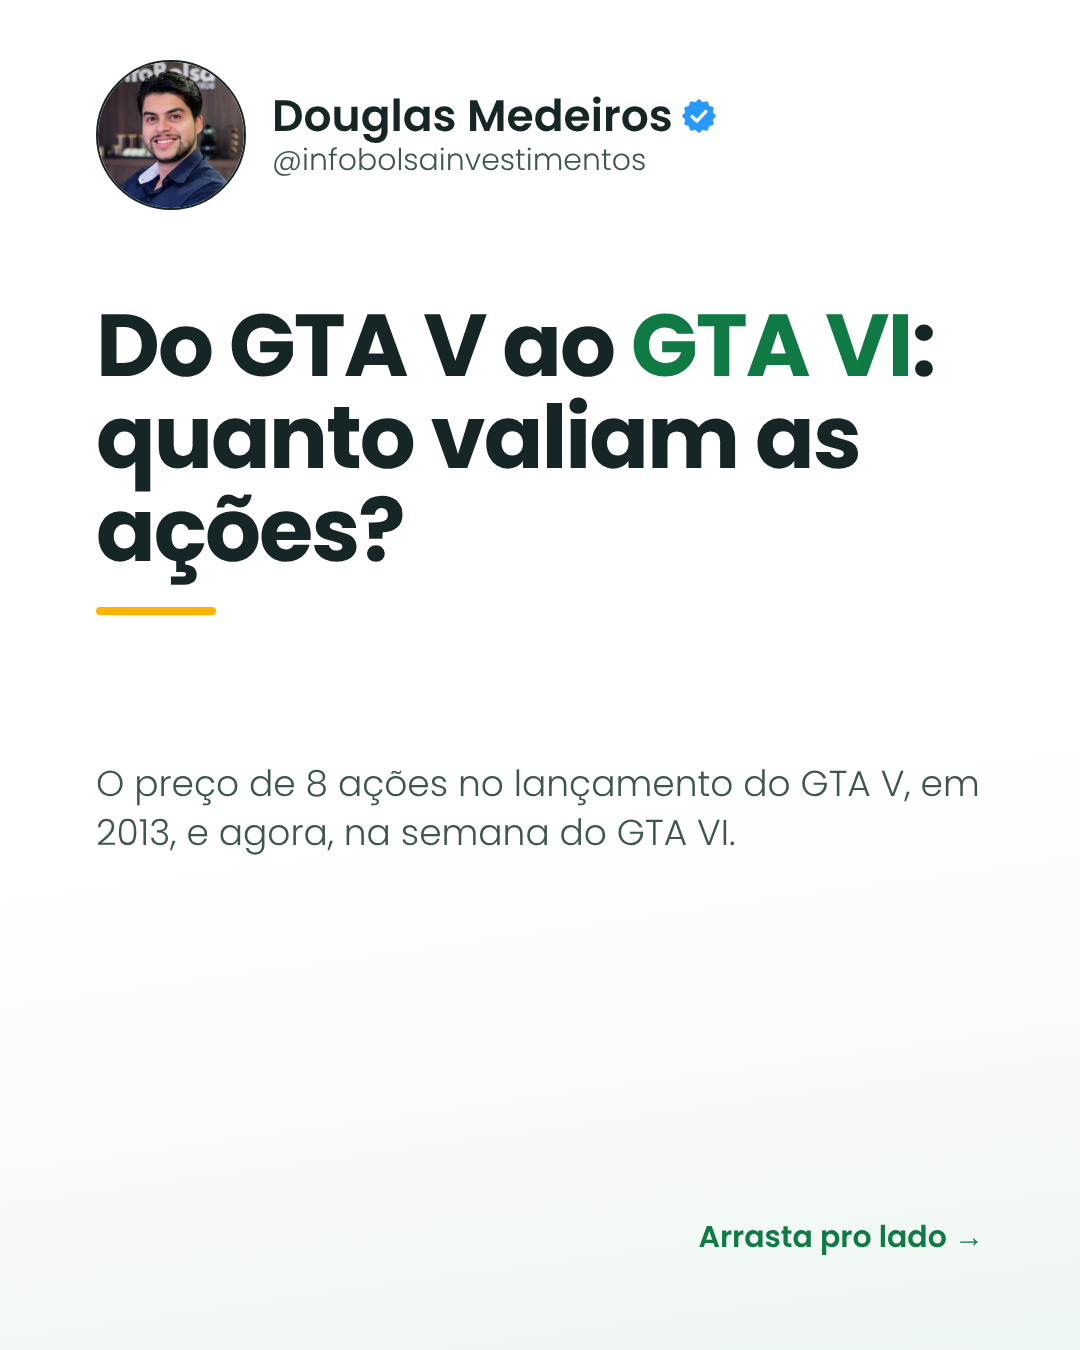 Douglas Medeiros
@infobolsainvestimentos
Do GTA V ao GTA VI:
quanto valiam as
ações?
O preço de 8 ações no lançamento do GTA V, em
2013, e agora, na semana do GTA VI.
Arrasta pro lado →